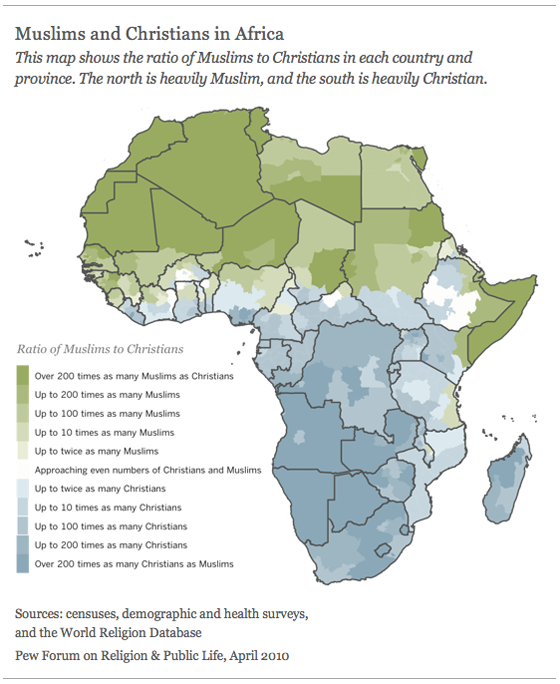 Muslims and Christians in Africa
This map shows the ratio of Muslims to Christians in each country and
province. The north is heavily Muslim, and the south is heavily Christian.
Ratio of Muslims to Christians
Over 200 times as many Muslims as Christians
Up to 200 times as many Muslims
Up to 100 times as many Muslims
Up to 10 times as many Muslims
Up to twice as many Muslims
Approaching even numbers of Christians and Muslims
Up to twice as many Christians
Up to 10 times as many Christians
Up to 100 times as many Christians
Up to 200 times as many Christians
Over 200 times as many Christians as Muslims
Sources: censuses, demographic and health surveys,
and the World Religion Database
Pew Forum on Religion & Public Life, April 2010